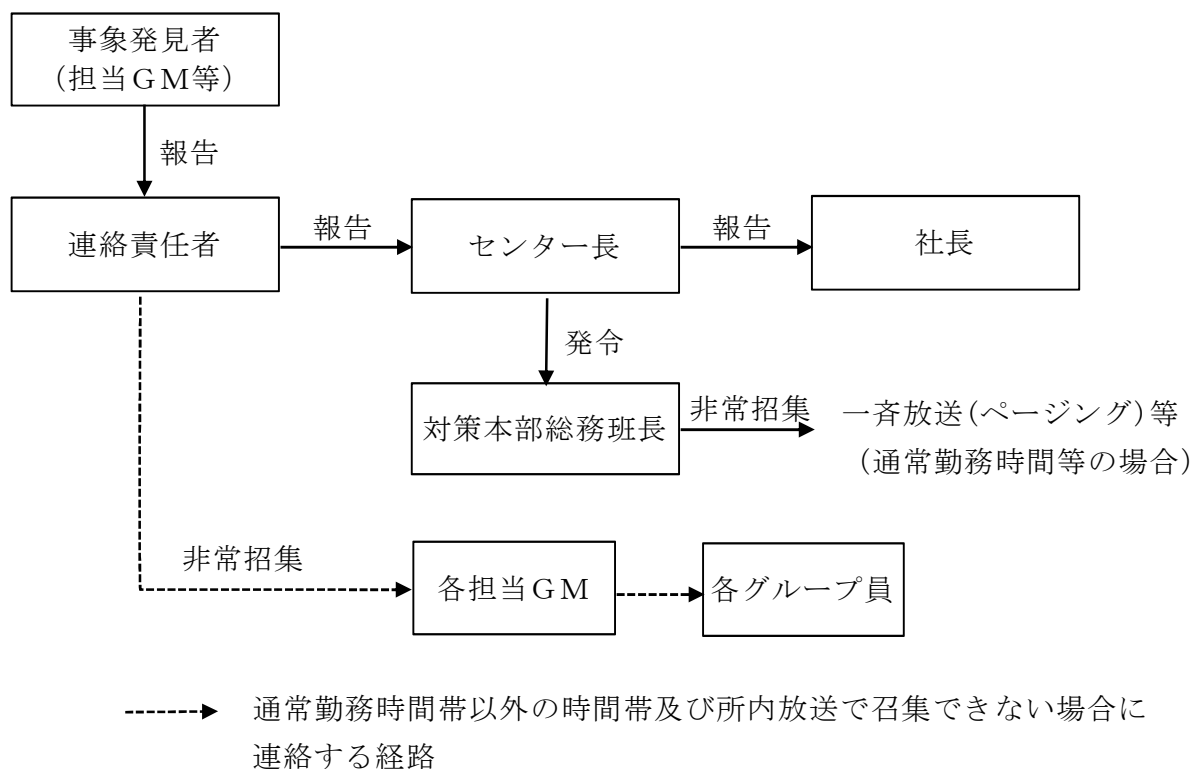 事象発見者
(担当GM等)
報告
連絡責任者
報告
センター長
報告
社長
発令
対策本部総務班長
非常招集
一斉放送(ページング)等
(通常勤務時間等の場合)
非常招集
各担当GM
各グループ員
通常勤務時間帯以外の時間帯及び所内放送で召集できない場合に
連絡する経路